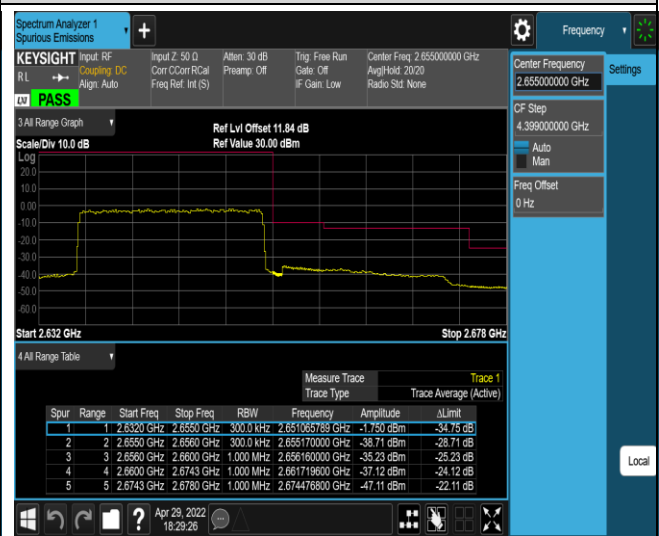 Spectrum Analyzer 1
Spurious Emissions
+
Frequency
KEYSIGHT Input: RF Input Z: 50 Ω Atten: 30 dB Trig: Free Run Center Freq: 2.655000000 GHz
R L Coupling: DC Corr CCorr RCal Preamp: Off Gate: Off Avg|Hold: 20/20
Align: Auto Freq Ref: Int (S) IF Gain: Low Radio Std: None
LXI PASS
Center Frequency
2.655000000 GHz
Settings
CF Step
4.399000000 GHz
Auto
Man
Freq Offset
0 Hz
3 All Range Graph
Ref Lvl Offset 11.84 dB
Scale/Div 10.0 dB Ref Value 30.00 dBm
Log
20.0
10.0
0.00
-10.0
-20.0
-30.0
-40.0
-50.0
-60.0
Start 2.632 GHz Stop 2.678 GHz
4 All Range Table
Measure Trace Trace 1
Trace Type Trace Average (Active)
Spur Range Start Freq Stop Freq RBW Frequency Amplitude ΔLimit
1 1 2.6320 GHz 2.6550 GHz 300.0 kHz 2.651065789 GHz -1.750 dBm -34.75 dB
2 2 2.6550 GHz 2.6560 GHz 300.0 kHz 2.655170000 GHz -38.71 dBm -28.71 dB
3 3 2.6560 GHz 2.6600 GHz 1.000 MHz 2.656160000 GHz -35.23 dBm -25.23 dB
4 4 2.6600 GHz 2.6743 GHz 1.000 MHz 2.661719600 GHz -37.12 dBm -24.12 dB
5 5 2.6743 GHz 2.6780 GHz 1.000 MHz 2.674476800 GHz -47.11 dBm -22.11 dB
Local
? Apr 29, 2022
18:29:26